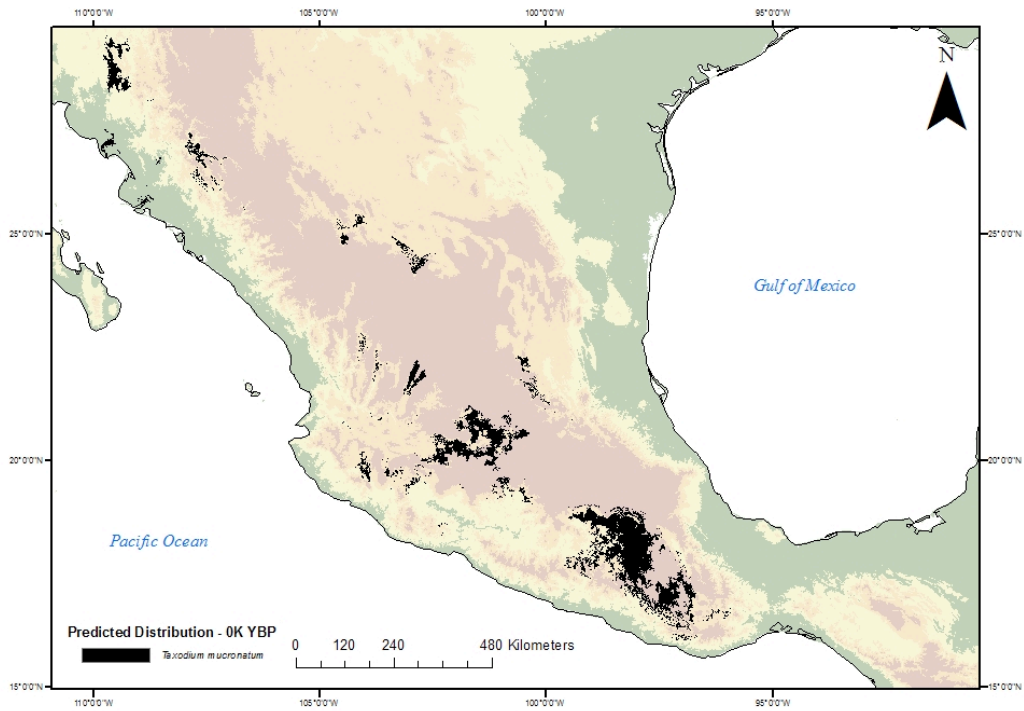 110°0'0"W 105°0'0"W 100°0'0"W 95°0'0"W
N
25°0'0"N 25°0'0"N
Gulf of Mexico
20°0'0"N 20°0'0"N
Pacific Ocean
Predicted Distribution - 0K YBP
Taxodium mucronatum
0 120 240 480 Kilometers
15°0'0"N 15°0'0"N
110°0'0"W 105°0'0"W 100°0'0"W 95°0'0"W